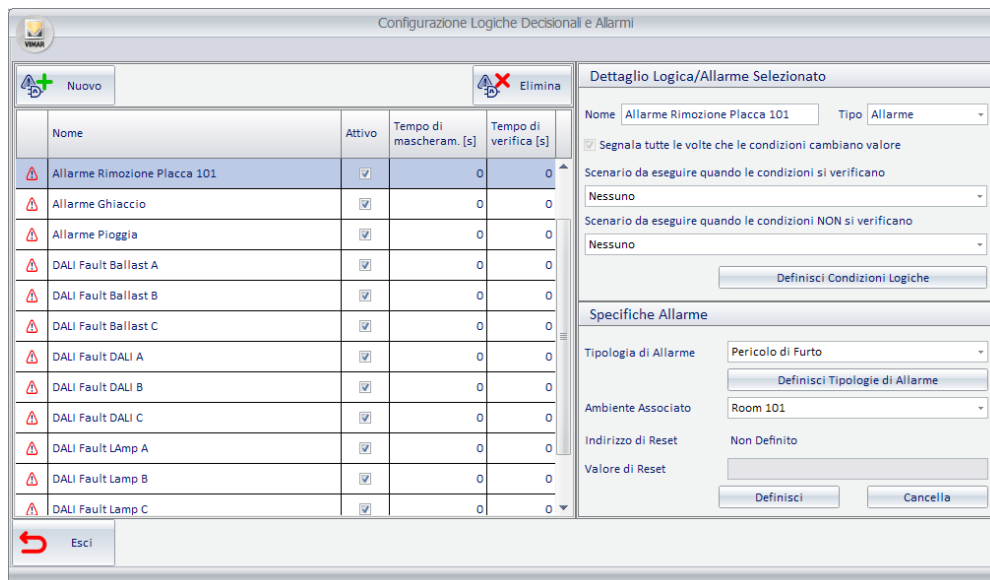 Configurazione Logiche Decisionali e Allarmi
VIMAR
Nuovo
Elimina
Nome Attivo Tempo di mascheram. [s] Tempo di verifica [s]
Allarme Rimozione Placca 101 0 0
Allarme Ghiaccio 0 0
Allarme Pioggia 0 0
DALI Fault Ballast A 0 0
DALI Fault Ballast B 0 0
DALI Fault Ballast C 0 0
DALI Fault DALI A 0 0
DALI Fault DALI B 0 0
DALI Fault DALI C 0 0
DALI Fault LAmp A 0 0
DALI Fault Lamp B 0 0
DALI Fault Lamp C 0 0
Esci
Dettaglio Logica/Allarme Selezionato
Nome Allarme Rimozione Placca 101 Tipo Allarme
Segnala tutte le volte che le condizioni cambiano valore
Scenario da eseguire quando le condizioni si verificano
Nessuno
Scenario da eseguire quando le condizioni NON si verificano
Nessuno
Definisci Condizioni Logiche
Specifiche Allarme
Tipologia di Allarme Pericolo di Furto
Definisci Tipologie di Allarme
Ambiente Associato Room 101
Indirizzo di Reset Non Definito
Valore di Reset
Definisci Cancella